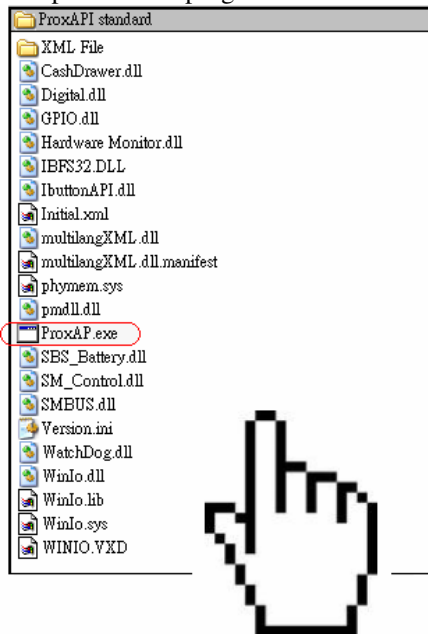 ProxAPI standard
XML File
CashDrawer.dll
Digital.dll
GPIO.dll
Hardware Monitor.dll
IBFS32.DLL
IbuttonAPI.dll
Initial.xml
multilangXML.dll
multilangXML.dll.manifest
phymem.sys
pmdll.dll
ProxAP.exe
SBS_Battery.dll
SM_Control.dll
SMBUS.dll
Version.ini
WatchDog.dll
WinIo.dll
WinIo.lib
WinIo.sys
WINIO.VXD